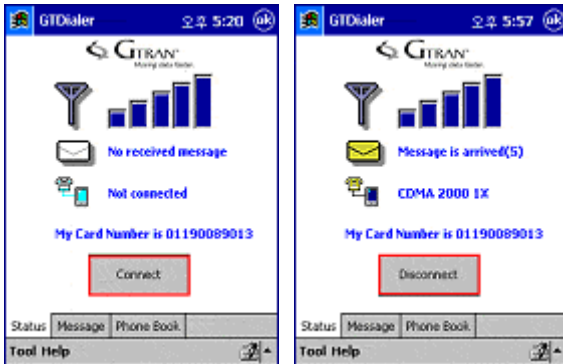 GTDialer 오후 5:20 ok
GTRAN
Moving data faster.
No received message
Not connected
My Card Number is 01190089013
Connect
Status Message Phone Book
Tool Help
GTDialer 오후 5:57 ok
GTRAN
Moving data faster.
Message is arrived(5)
CDMA 2000 1X
My Card Number is 01190089013
Disconnect
Status Message Phone Book
Tool Help